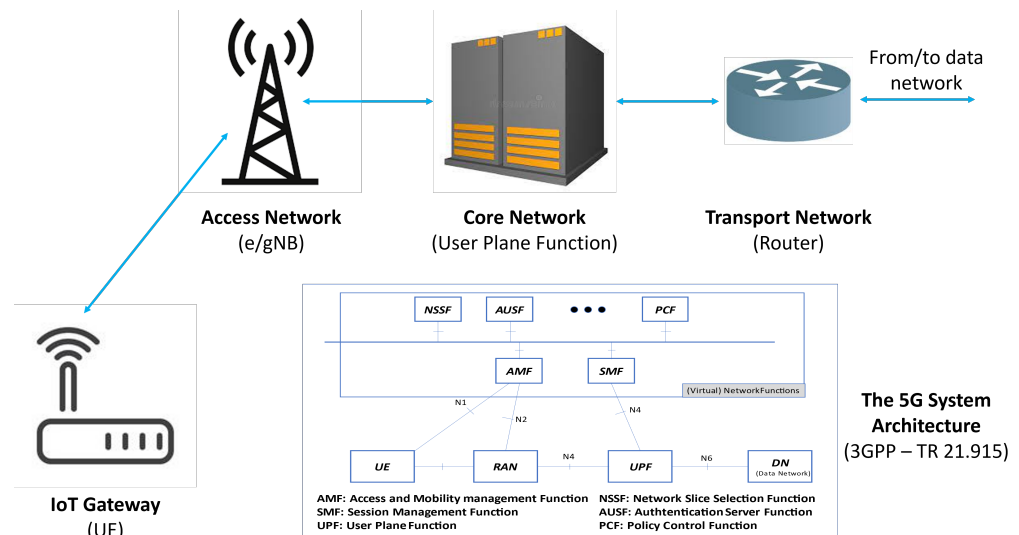 From/to data
network
Access Network
(e/gNB)
Core Network
(User Plane Function)
Transport Network
(Router)
NSSF
AUSF
PCF
AMF
SMF
(Virtual) NetworkFunctions
N1
N2
N4
The 5G System
Architecture
(3GPP – TR 21.915)
UE
RAN
N4
UPF
N6
DN
(Data Network)
IoT Gateway
(UE)
AMF: Access and Mobility management Function
SMF: Session Management Function
UPF: User Plane Function
NSSF: Network Slice Selection Function
AUSF: Authtentication Server Function
PCF: Policy Control Function